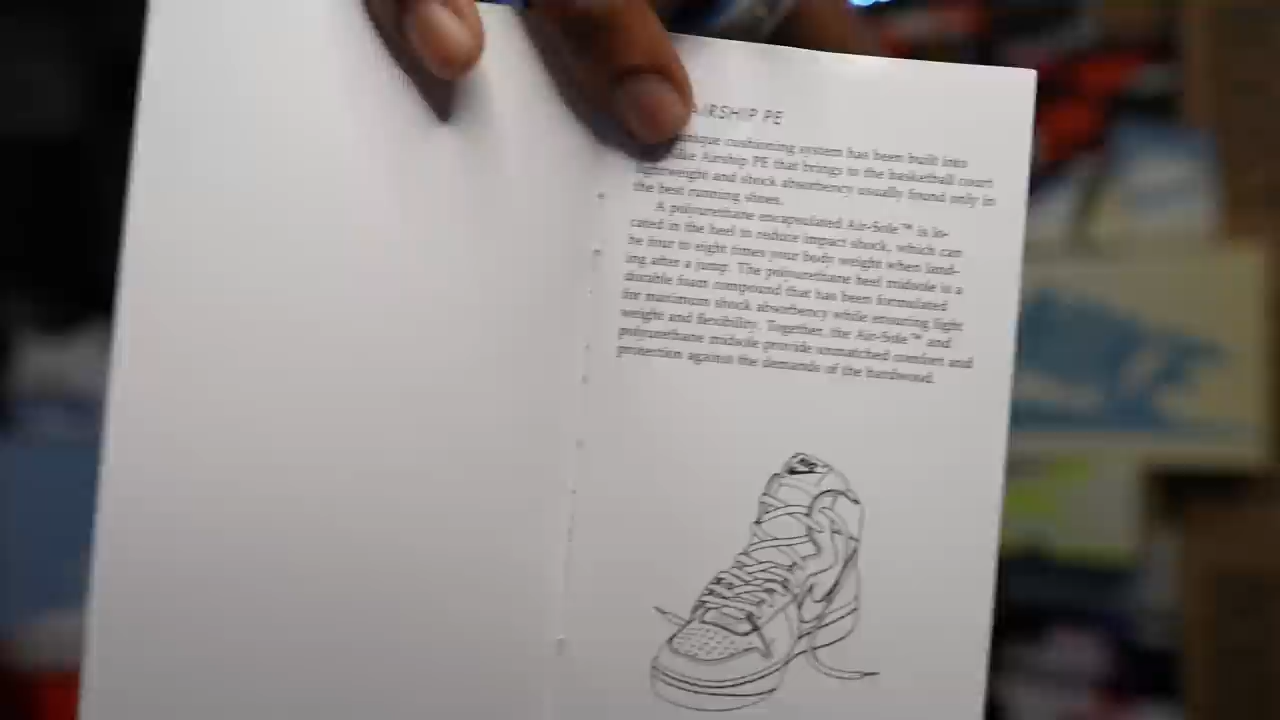 AIRSHIP PE
unique cushioning system has been built into
Airship PE that brings to the basketball court
lightweight and shock absorbency usually found only in
the best running shoes.
A polyurethane encapsulated Air-Sole™ is lo-
cated in the heel to reduce impact shock, which can
be four to eight times your body weight when land-
ing after a jump. The polyurethane heel midsole is a
durable foam compound that has been formulated
for maximum shock absorbency while ensuring light
weight and flexibility. Together, the Air-Sole™ and
polyurethane midsole provide unmatched comfort and
protection against the demands of the hardwood.